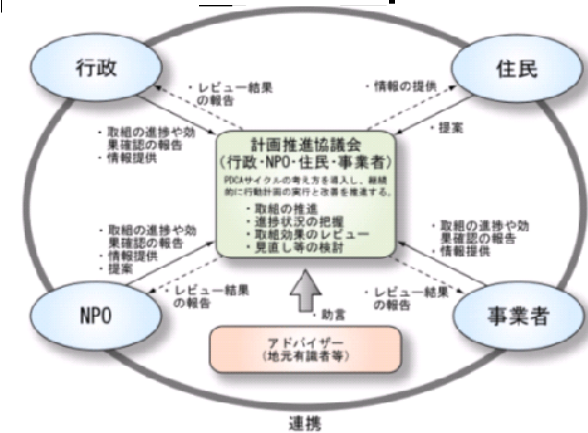 行政
住民
・レビュー結果
の報告
・情報の提供
・取組の進捗や効
果確認の報告
・情報提供
・提案
計画推進協議会
(行政・NPO・住民・事業者)
PDCAサイクルの考え方を導入し、継続
的に行動計画の実行と改善を推進する。
・取組の推進
・進捗状況の把握
・取組効果のレビュー
・見直し等の検討
・取組の進捗や効
果確認の報告
・情報提供
・提案
・取組の進捗や効
果確認の報告
・情報提供
・レビュー結果
の報告
・レビュー結果
の報告
NPO
事業者
・助言
アドバイザー
(地元有識者等)
連携